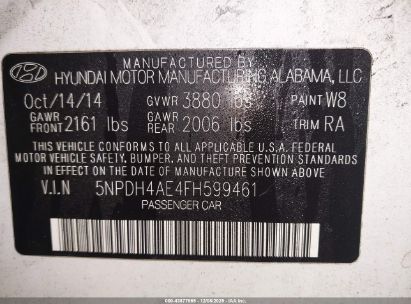 MANUFACTURED BY
HYUNDAI MOTOR MANUFACTURING ALABAMA, LLC.
Oct/14/14 GVWR 3880 lbs PAINT W8
GAWR FRONT 2161 lbs GAWR REAR 2006 lbs TRIM RA
THIS VEHICLE CONFORMS TO ALL APPLICABLE U.S. FEDERAL
MOTOR VEHICLE SAFETY, BUMPER, AND THEFT PREVENTION STANDARDS
IN EFFECT ON THE DATE OF MANUFACTURE SHOWN ABOVE.
V.I.N 5NPDH4AE4FH599461
PASSENGER CAR